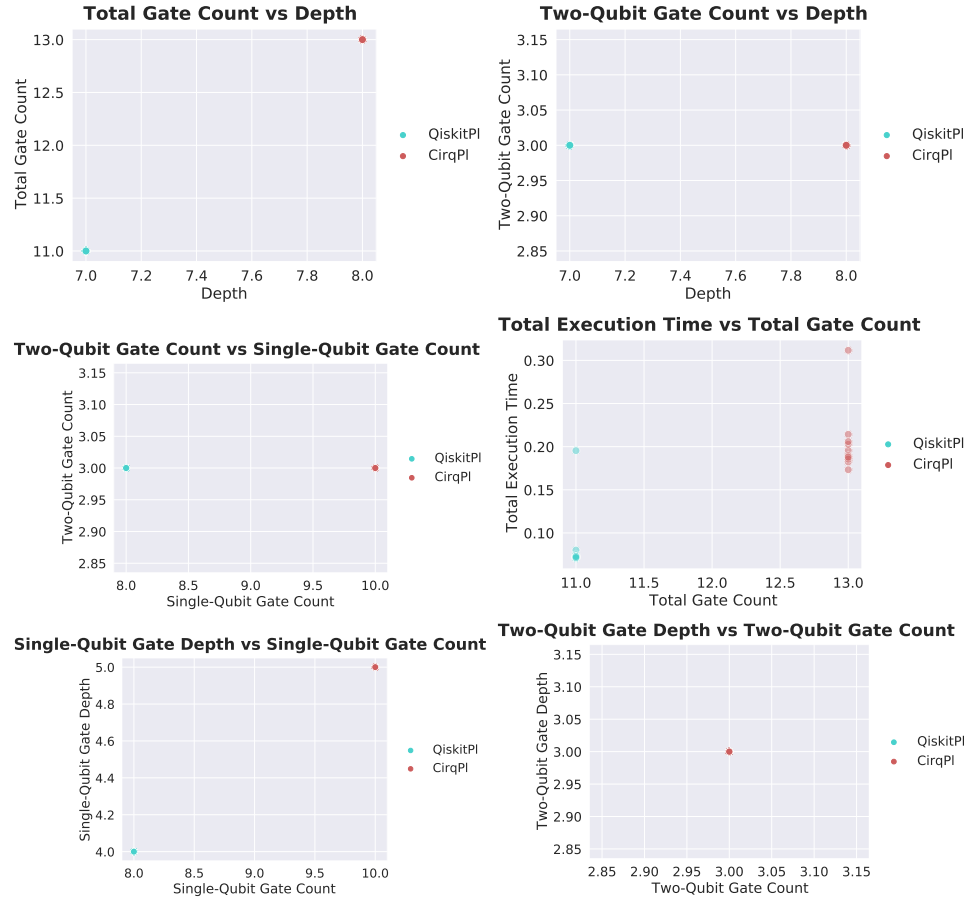 Total Gate Count vs Depth
Total Gate Count
13.0
12.5
12.0
11.5
11.0
7.0 7.2 7.4 7.6 7.8 8.0
Depth
QiskitPl
CirqPl
Two-Qubit Gate Count vs Depth
Two-Qubit Gate Count
3.15
3.10
3.05
3.00
2.95
2.90
2.85
7.0 7.2 7.4 7.6 7.8 8.0
Depth
QiskitPl
CirqPl
Two-Qubit Gate Count vs Single-Qubit Gate Count
Two-Qubit Gate Count
3.15
3.10
3.05
3.00
2.95
2.90
2.85
8.0 8.5 9.0 9.5 10.0
Single-Qubit Gate Count
QiskitPl
CirqPl
Total Execution Time vs Total Gate Count
Total Execution Time
0.30
0.25
0.20
0.15
0.10
11.0 11.5 12.0 12.5 13.0
Total Gate Count
QiskitPl
CirqPl
Single-Qubit Gate Depth vs Single-Qubit Gate Count
Single-Qubit Gate Depth
5.0
4.8
4.6
4.4
4.2
4.0
8.0 8.5 9.0 9.5 10.0
Single-Qubit Gate Count
QiskitPl
CirqPl
Two-Qubit Gate Depth vs Two-Qubit Gate Count
Two-Qubit Gate Depth
3.15
3.10
3.05
3.00
2.95
2.90
2.85
2.85 2.90 2.95 3.00 3.05 3.10 3.15
Two-Qubit Gate Count
QiskitPl
CirqPl